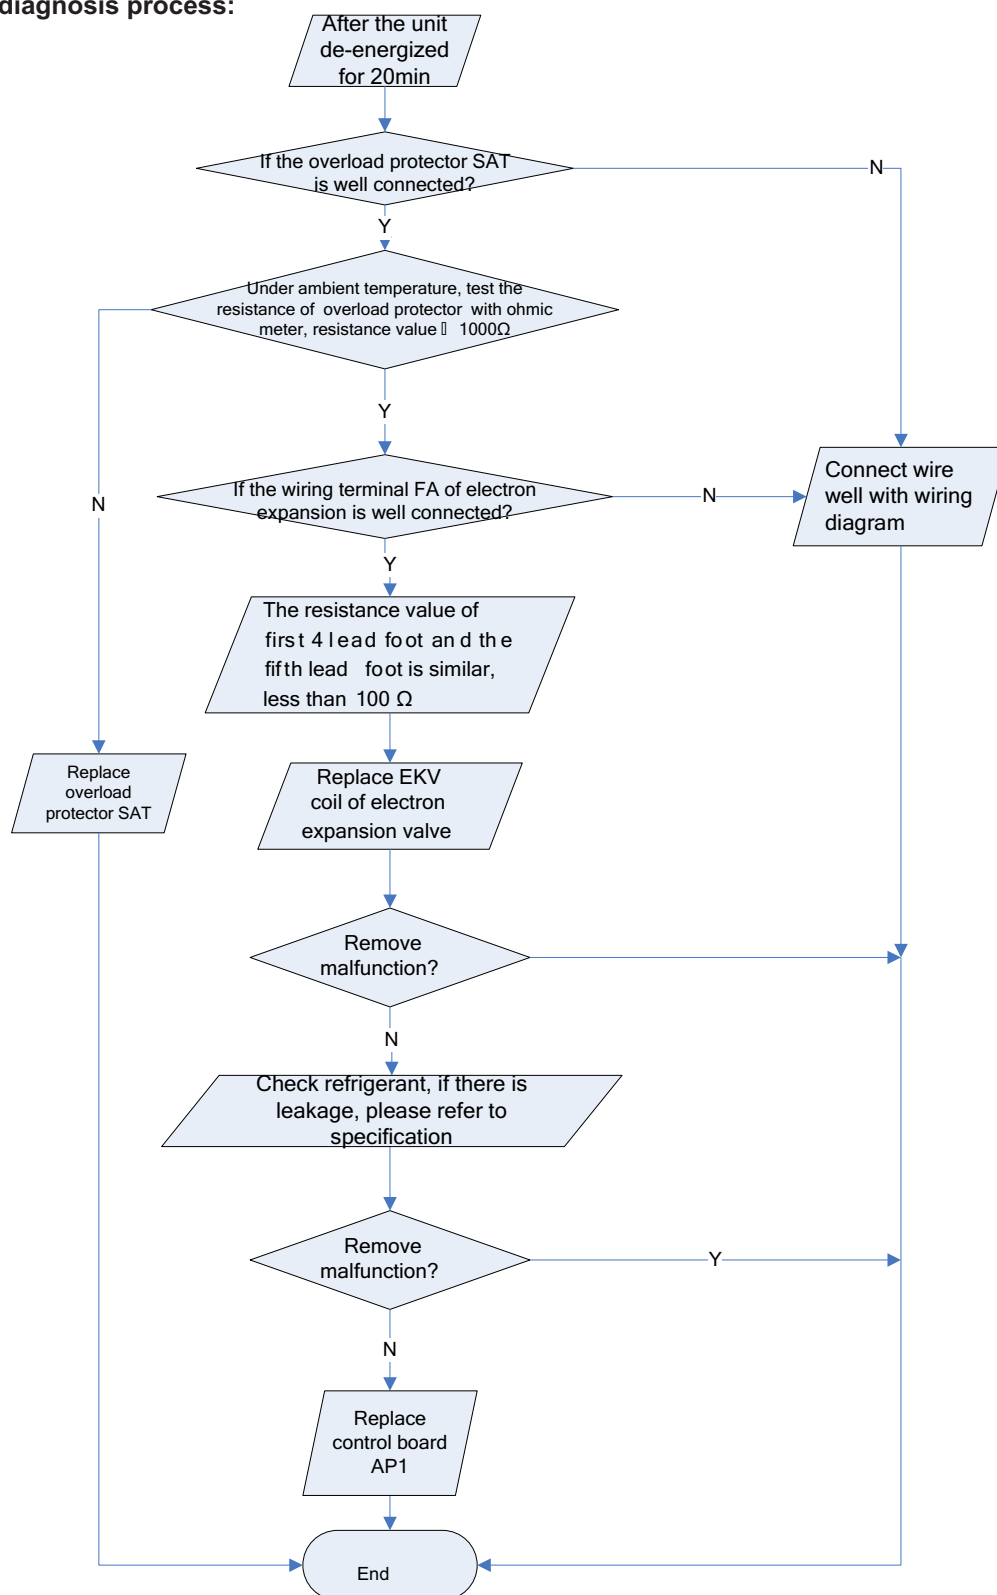 diagnosis process:
After the unit
de-energized
for 20min
If the overload protector SAT
is well connected?
N
Y
Under ambient temperature, test the
resistance of overload protector with ohmic
meter, resistance value 1000Ω
Y
N
If the wiring terminal FA of electron
expansion is well connected?
N
Connect wire
well with wiring
diagram
Y
The resistance value of
first 4 lead foot and the
fifth lead foot is similar,
less than 100 Ω
Replace
overload
protector SAT
Replace EKV
coil of electron
expansion valve
Remove
malfunction?
N
Check refrigerant, if there is
leakage, please refer to
specification
Remove
malfunction?
Y
N
Replace
control board
AP1
End